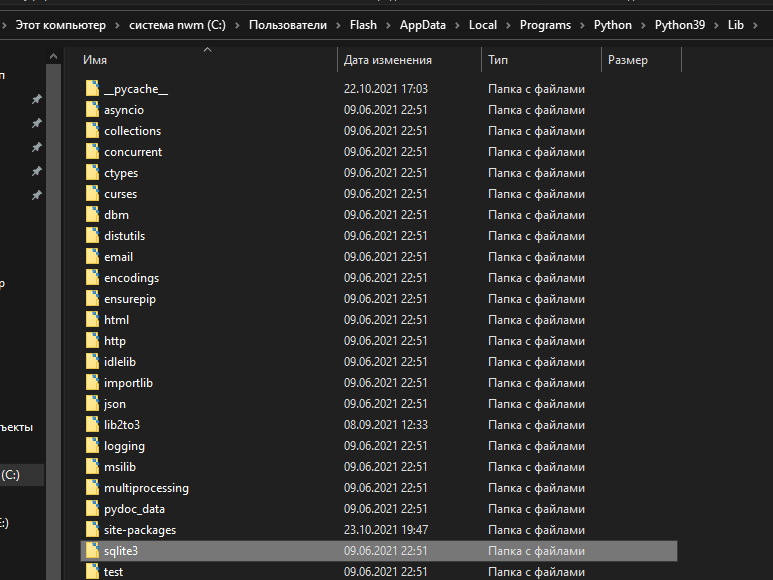 Этот компьютер > система nwm (C:) > Пользователи > Flash > AppData > Local > Programs > Python > Python39 > Lib >
Имя Дата изменения Тип Размер
__pycache__ 22.10.2021 17:03 Папка с файлами
asyncio 09.06.2021 22:51 Папка с файлами
collections 09.06.2021 22:51 Папка с файлами
concurrent 09.06.2021 22:51 Папка с файлами
ctypes 09.06.2021 22:51 Папка с файлами
curses 09.06.2021 22:51 Папка с файлами
dbm 09.06.2021 22:51 Папка с файлами
distutils 09.06.2021 22:51 Папка с файлами
email 09.06.2021 22:51 Папка с файлами
encodings 09.06.2021 22:51 Папка с файлами
ensurepip 09.06.2021 22:51 Папка с файлами
html 09.06.2021 22:51 Папка с файлами
http 09.06.2021 22:51 Папка с файлами
idlelib 09.06.2021 22:51 Папка с файлами
importlib 09.06.2021 22:51 Папка с файлами
json 09.06.2021 22:51 Папка с файлами
ъекты
lib2to3 08.09.2021 12:33 Папка с файлами
logging 09.06.2021 22:51 Папка с файлами
(C:)
msilib 09.06.2021 22:51 Папка с файлами
multiprocessing 09.06.2021 22:51 Папка с файлами
pydoc_data 09.06.2021 22:51 Папка с файлами
:)
site-packages 23.10.2021 19:47 Папка с файлами
sqlite3 09.06.2021 22:51 Папка с файлами
test 09.06.2021 22:51 Папка с файлами